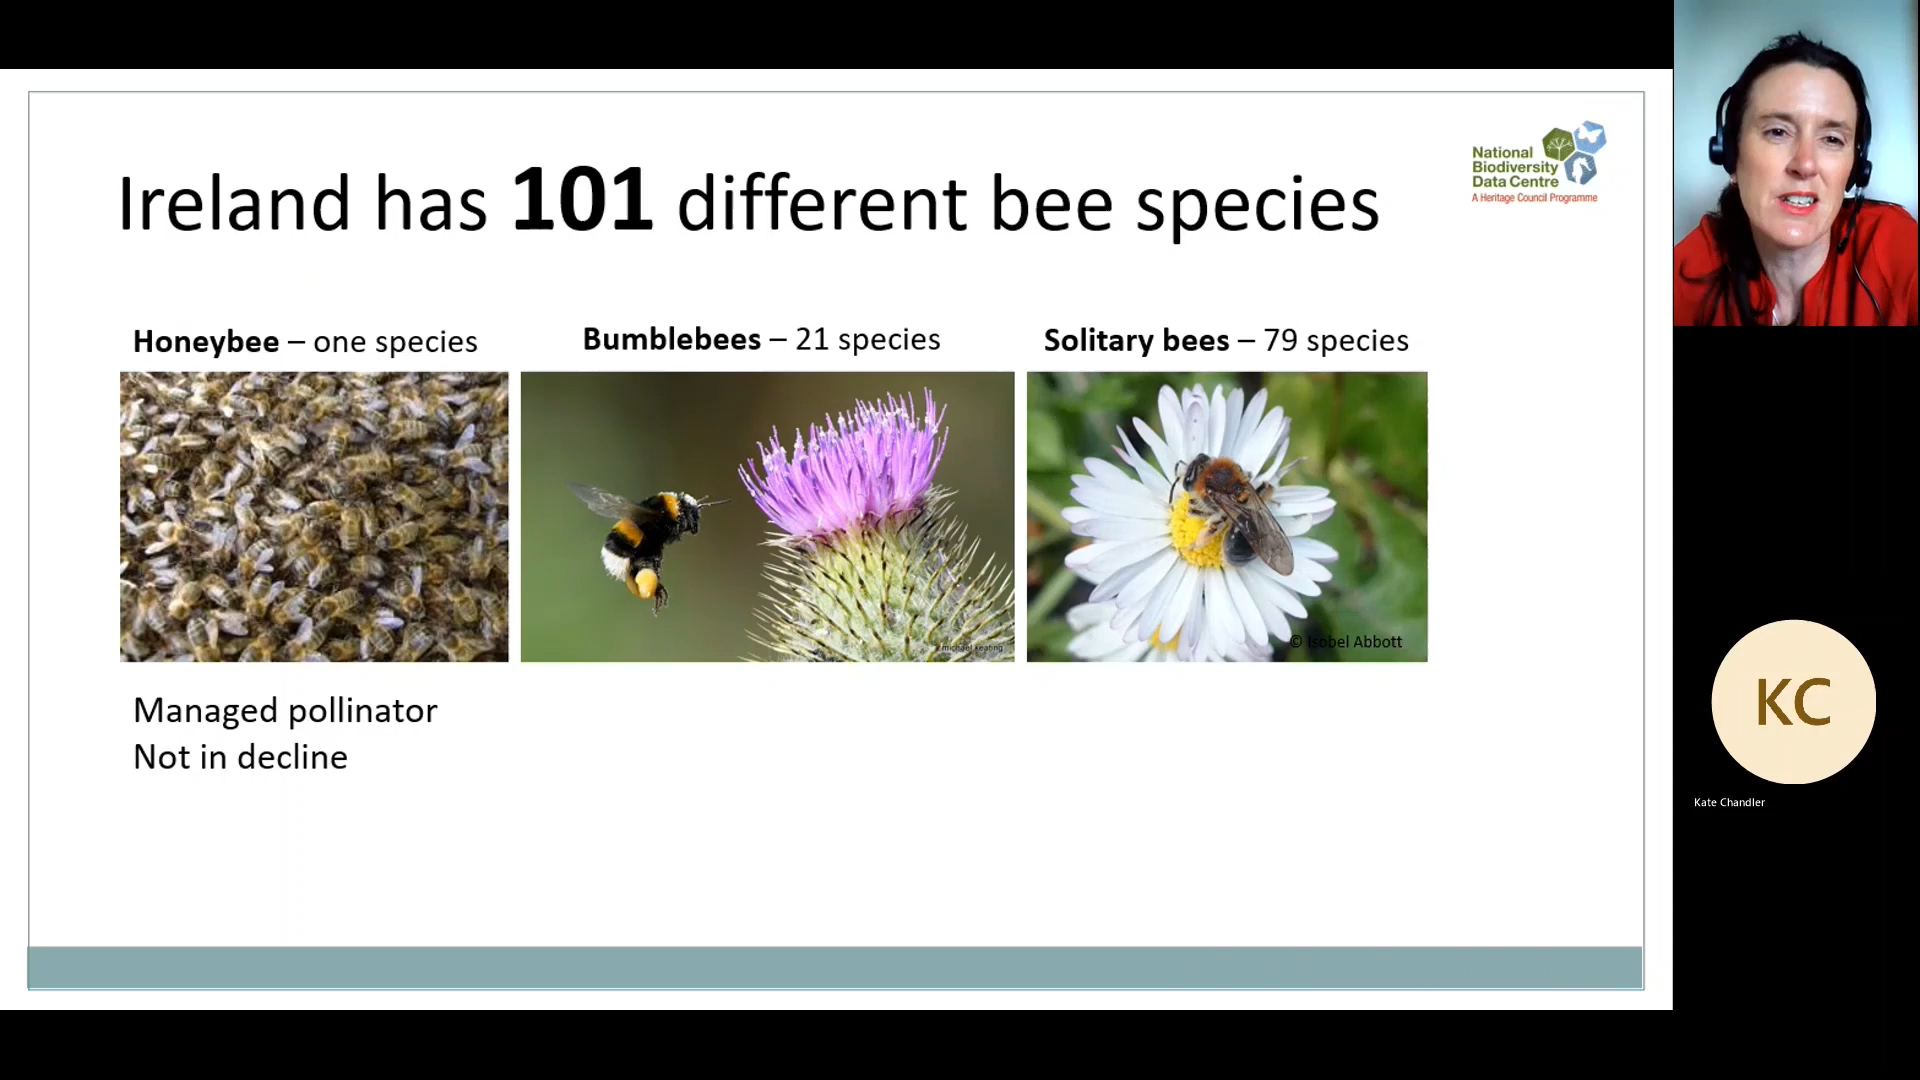 Ireland has 101 different bee species
National
Biodiversity
Data Centre
A Heritage Council Programme
Honeybee – one species
Bumblebees – 21 species
Solitary bees – 79 species
michael keating
© Isobel Abbott
Managed pollinator
Not in decline
KC
Kate Chandler